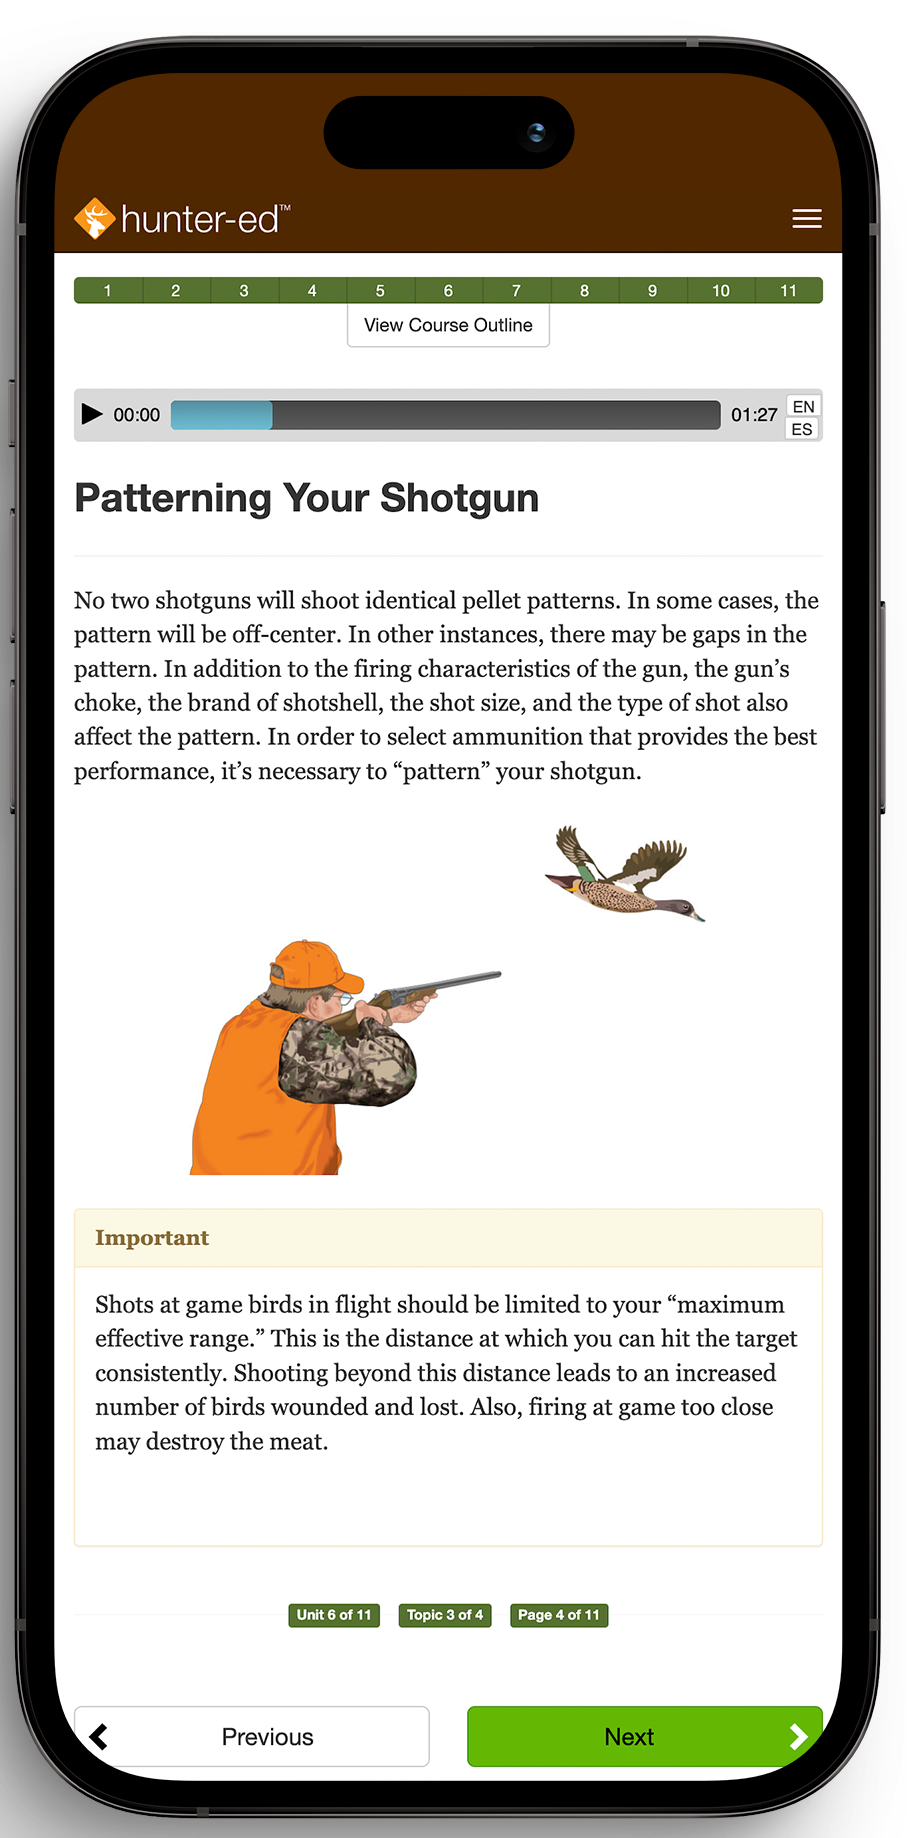 hunter-ed™
1 2 3 4 5 6 7 8 9 10 11
View Course Outline
00:00 01:27 EN
ES
Patterning Your Shotgun
No two shotguns will shoot identical pellet patterns. In some cases, the
pattern will be off-center. In other instances, there may be gaps in the
pattern. In addition to the firing characteristics of the gun, the gun’s
choke, the brand of shotshell, the shot size, and the type of shot also
affect the pattern. In order to select ammunition that provides the best
performance, it’s necessary to “pattern” your shotgun.
Important
Shots at game birds in flight should be limited to your “maximum
effective range.” This is the distance at which you can hit the target
consistently. Shooting beyond this distance leads to an increased
number of birds wounded and lost. Also, firing at game too close
may destroy the meat.
Unit 6 of 11 Topic 3 of 4 Page 4 of 11
Previous Next